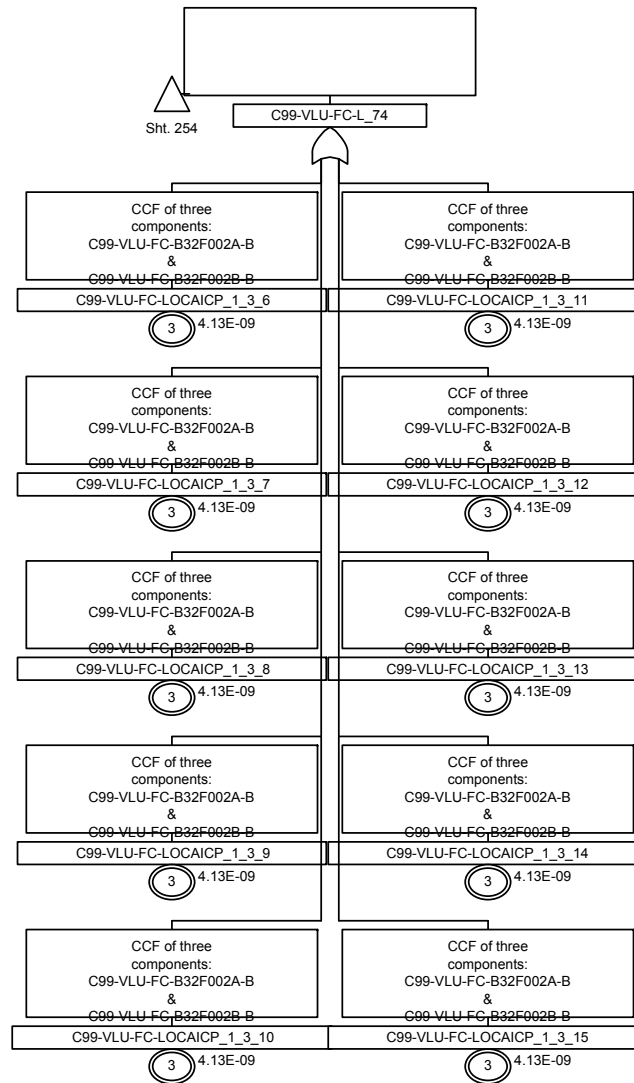 C99-VLU-FC-L_74
Sht. 254
CCF of three
components:
C99-VLU-FC-B32F002A-B
&
C99-VLU-FC-B32F002B-B
C99-VLU-FC-LOCAICP_1_3_6
3
4.13E-09
CCF of three
components:
C99-VLU-FC-B32F002A-B
&
C99-VLU-FC-B32F002B-B
C99-VLU-FC-LOCAICP_1_3_11
3
4.13E-09
CCF of three
components:
C99-VLU-FC-B32F002A-B
&
C99-VLU-FC-B32F002B-B
C99-VLU-FC-LOCAICP_1_3_7
3
4.13E-09
CCF of three
components:
C99-VLU-FC-B32F002A-B
&
C99-VLU-FC-B32F002B-B
C99-VLU-FC-LOCAICP_1_3_12
3
4.13E-09
CCF of three
components:
C99-VLU-FC-B32F002A-B
&
C99-VLU-FC-B32F002B-B
C99-VLU-FC-LOCAICP_1_3_8
3
4.13E-09
CCF of three
components:
C99-VLU-FC-B32F002A-B
&
C99-VLU-FC-B32F002B-B
C99-VLU-FC-LOCAICP_1_3_13
3
4.13E-09
CCF of three
components:
C99-VLU-FC-B32F002A-B
&
C99-VLU-FC-B32F002B-B
C99-VLU-FC-LOCAICP_1_3_9
3
4.13E-09
CCF of three
components:
C99-VLU-FC-B32F002A-B
&
C99-VLU-FC-B32F002B-B
C99-VLU-FC-LOCAICP_1_3_14
3
4.13E-09
CCF of three
components:
C99-VLU-FC-B32F002A-B
&
C99-VLU-FC-B32F002B-B
C99-VLU-FC-LOCAICP_1_3_10
3
4.13E-09
CCF of three
components:
C99-VLU-FC-B32F002A-B
&
C99-VLU-FC-B32F002B-B
C99-VLU-FC-LOCAICP_1_3_15
3
4.13E-09